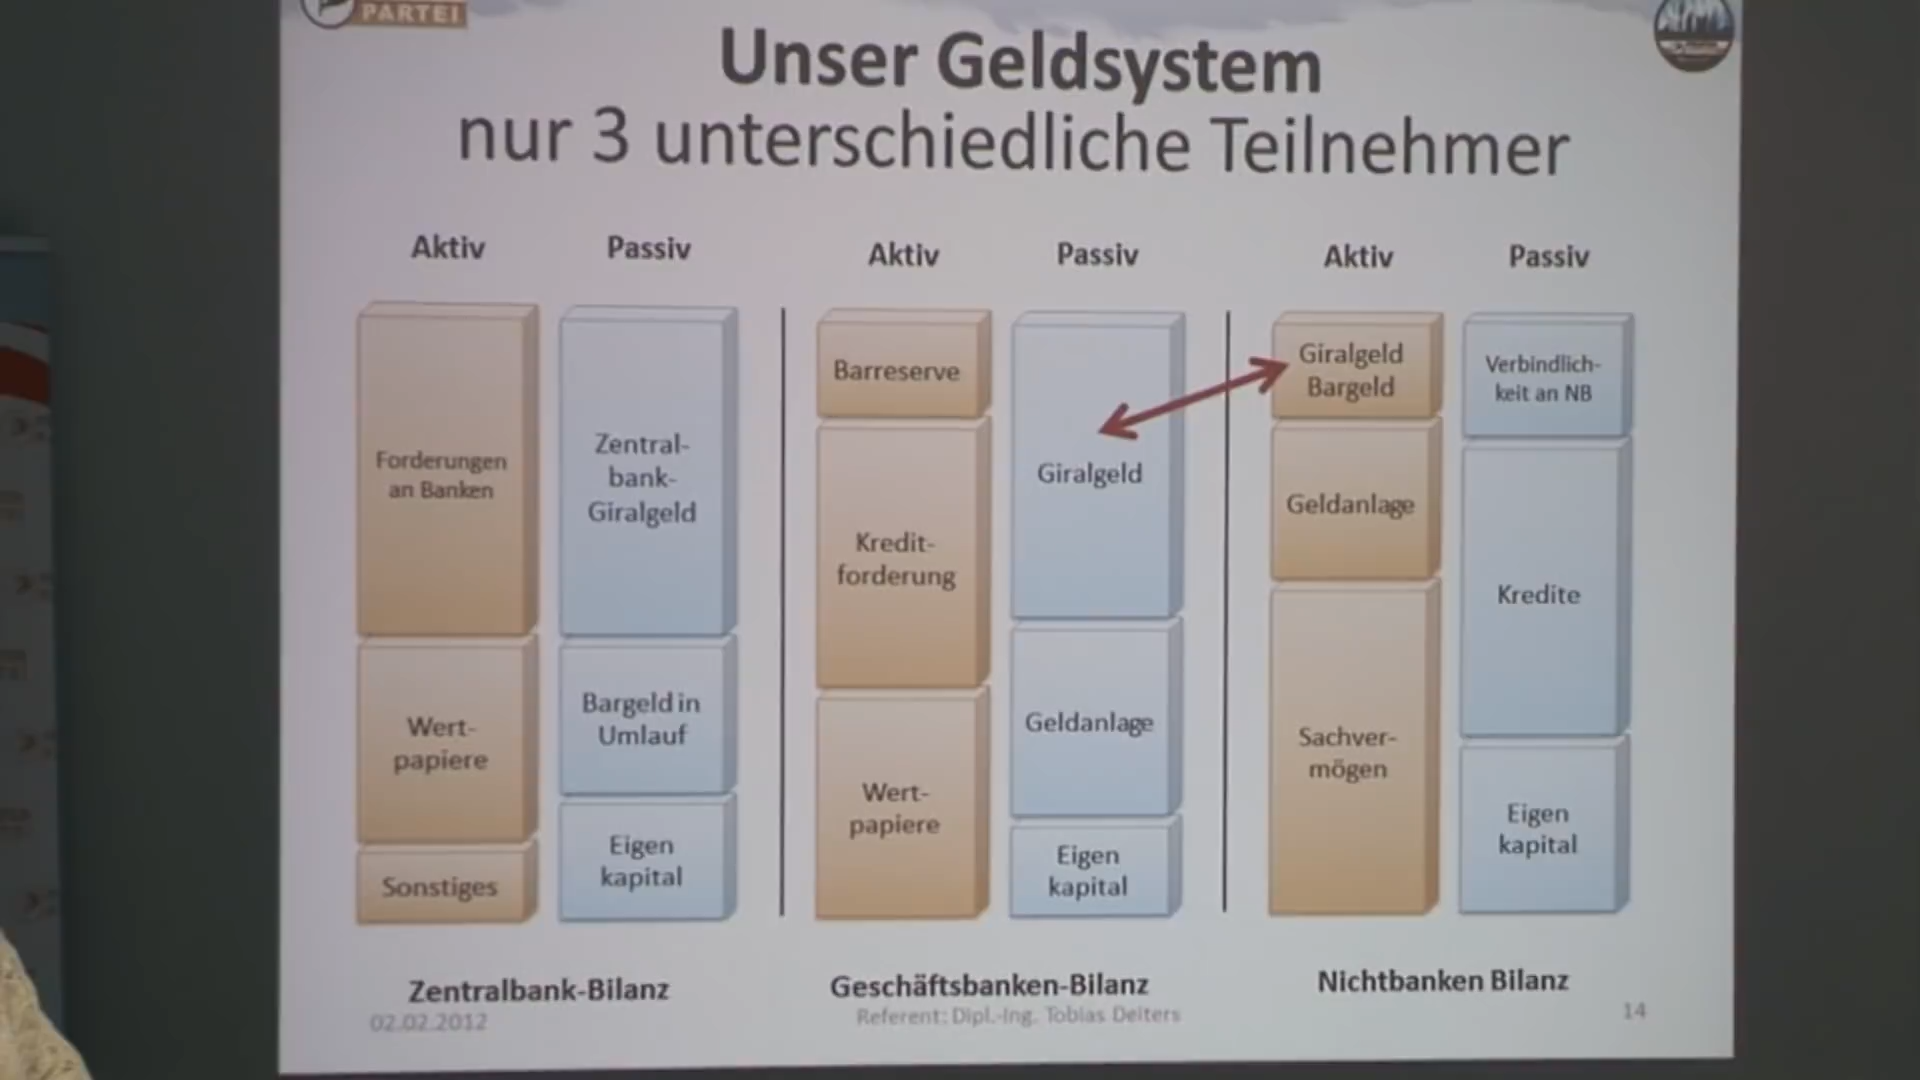 PARTEI
Unser Geldsystem
nur 3 unterschiedliche Teilnehmer
Aktiv
Passiv
Aktiv
Passiv
Aktiv
Passiv
Forderungen
an Banken
Wert-
papiere
Sonstiges
Zentral-
bank-
Giralgeld
Bargeld in
Umlauf
Eigen
kapital
Barreserve
Kredit-
forderung
Wert-
papiere
Giralgeld
Geldanlage
Eigen
kapital
Giralgeld
Bargeld
Geldanlage
Sachver-
mögen
Verbindlich-
keit an NB
Kredite
Eigen
kapital
Zentralbank-Bilanz
Geschäftsbanken-Bilanz
Nichtbanken Bilanz
02.02.2012
Referent: Dipl.-Ing. Tobias Deiters
14